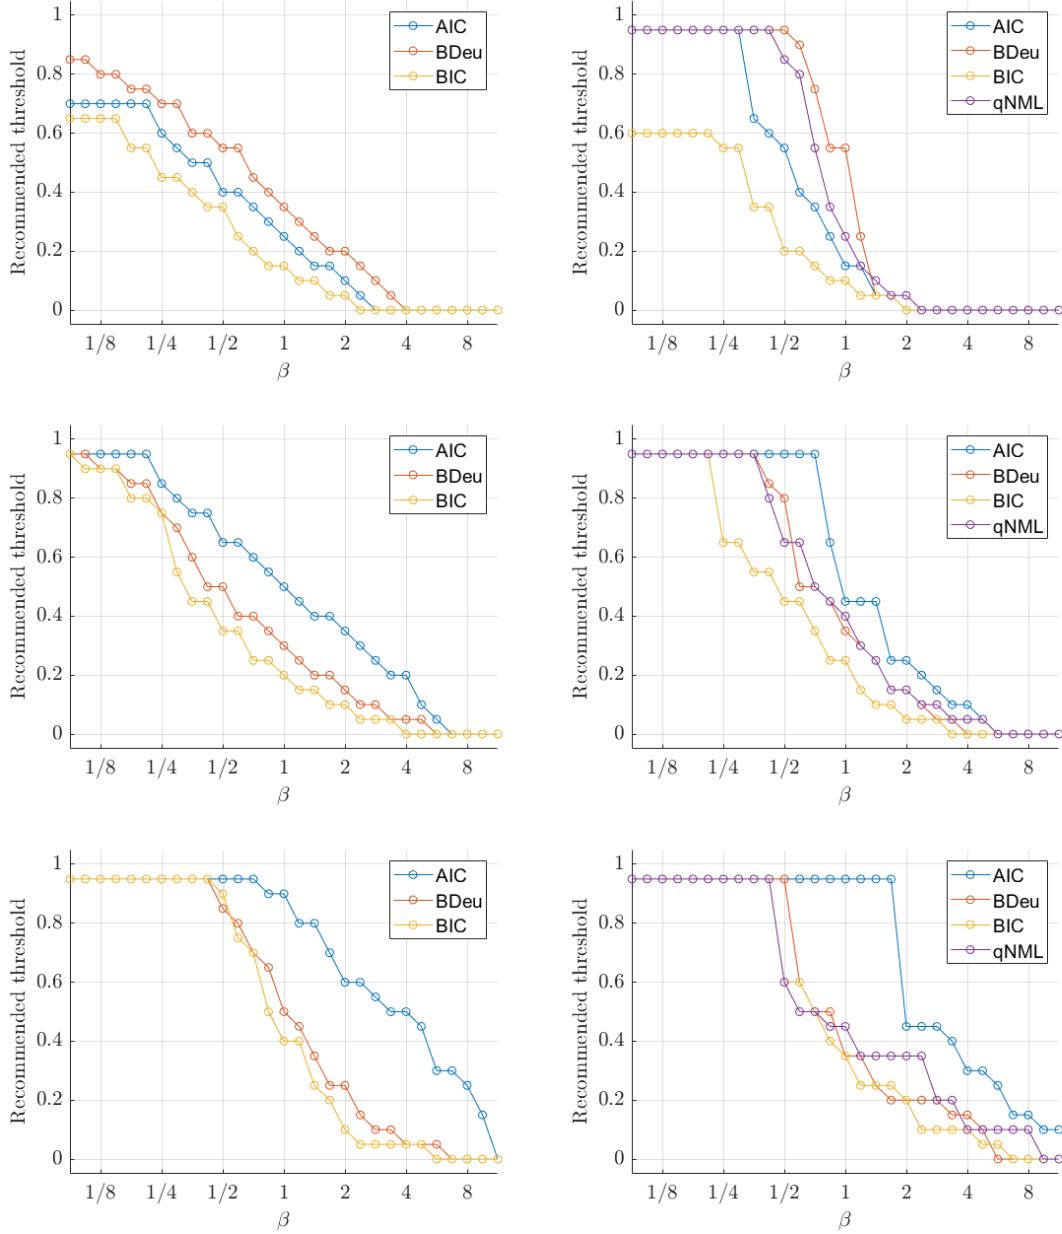 1
0.8
0.6
0.4
0.2
0
Recommended threshold
1/8
1/4
1/2
1
2
4
8
β
AIC
BDeu
BIC
1
0.8
0.6
0.4
0.2
0
Recommended threshold
1/8
1/4
1/2
1
2
4
8
β
AIC
BDeu
BIC
qNML
1
0.8
0.6
0.4
0.2
0
Recommended threshold
1/8
1/4
1/2
1
2
4
8
β
AIC
BDeu
BIC
1
0.8
0.6
0.4
0.2
0
Recommended threshold
1/8
1/4
1/2
1
2
4
8
β
AIC
BDeu
BIC
qNML
1
0.8
0.6
0.4
0.2
0
Recommended threshold
1/8
1/4
1/2
1
2
4
8
β
AIC
BDeu
BIC
1
0.8
0.6
0.4
0.2
0
Recommended threshold
1/8
1/4
1/2
1
2
4
8
β
AIC
BDeu
BIC
qNML